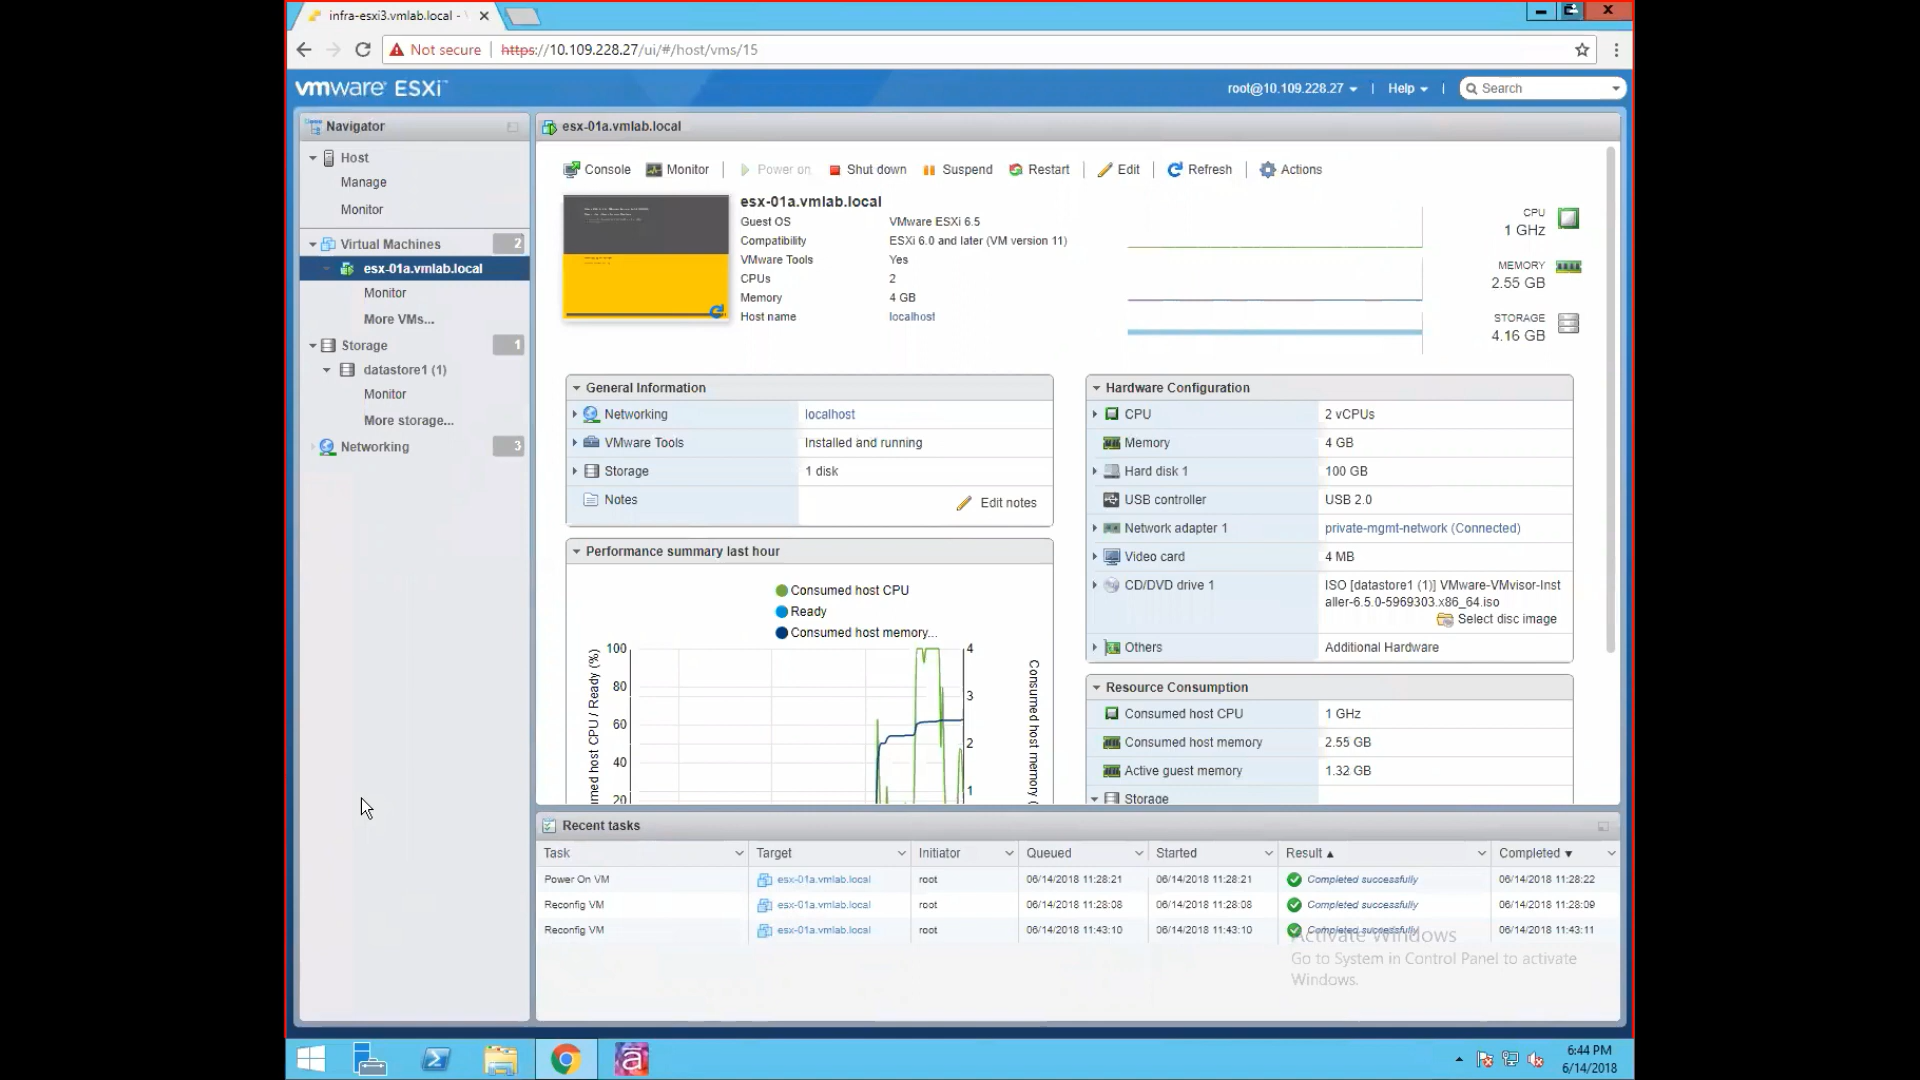 infra-esxi3.vmlab.local -
Not secure | https://10.109.228.27/ui/#/host/vms/15
vmware ESXi
root@10.109.228.27 | Help | Search
Navigator
Host
Manage
Monitor
Virtual Machines 2
esx-01a.vmlab.local
Monitor
More VMs...
Storage 1
datastore1 (1)
Monitor
More storage...
Networking 3
esx-01a.vmlab.local
Console Monitor | Power on Shut down Suspend Restart | Edit | Refresh | Actions
esx-01a.vmlab.local
Guest OS VMware ESXi 6.5
Compatibility ESXi 6.0 and later (VM version 11)
VMware Tools Yes
CPUs 2
Memory 4 GB
Host name localhost
CPU
1 GHz
MEMORY
2.55 GB
STORAGE
4.16 GB
General Information
Networking localhost
VMware Tools Installed and running
Storage 1 disk
Notes Edit notes
Performance summary last hour
Consumed host CPU
Ready
Consumed host memory...
100
80
60
40
20
4
3
2
1
umed host CPU / Ready (%)
Consumed host memory (
Hardware Configuration
CPU 2 vCPUs
Memory 4 GB
Hard disk 1 100 GB
USB controller USB 2.0
Network adapter 1 private-mgmt-network (Connected)
Video card 4 MB
CD/DVD drive 1 ISO [datastore1 (1)] VMware-VMvisor-Inst
aller-6.5.0-5969303.x86_64.iso
Select disc image
Others Additional Hardware
Resource Consumption
Consumed host CPU 1 GHz
Consumed host memory 2.55 GB
Active guest memory 1.32 GB
Storage
Recent tasks
Task Target Initiator Queued Started Result ▲ Completed ▼
Power On VM esx-01a.vmlab.local root 06/14/2018 11:28:21 06/14/2018 11:28:21 Completed successfully 06/14/2018 11:28:22
Reconfig VM esx-01a.vmlab.local root 06/14/2018 11:28:08 06/14/2018 11:28:08 Completed successfully 06/14/2018 11:28:09
Reconfig VM esx-01a.vmlab.local root 06/14/2018 11:43:10 06/14/2018 11:43:10 Completed successfully 06/14/2018 11:43:11
Activate Windows
Go to System in Control Panel to activate
Windows.
6:44 PM
6/14/2018